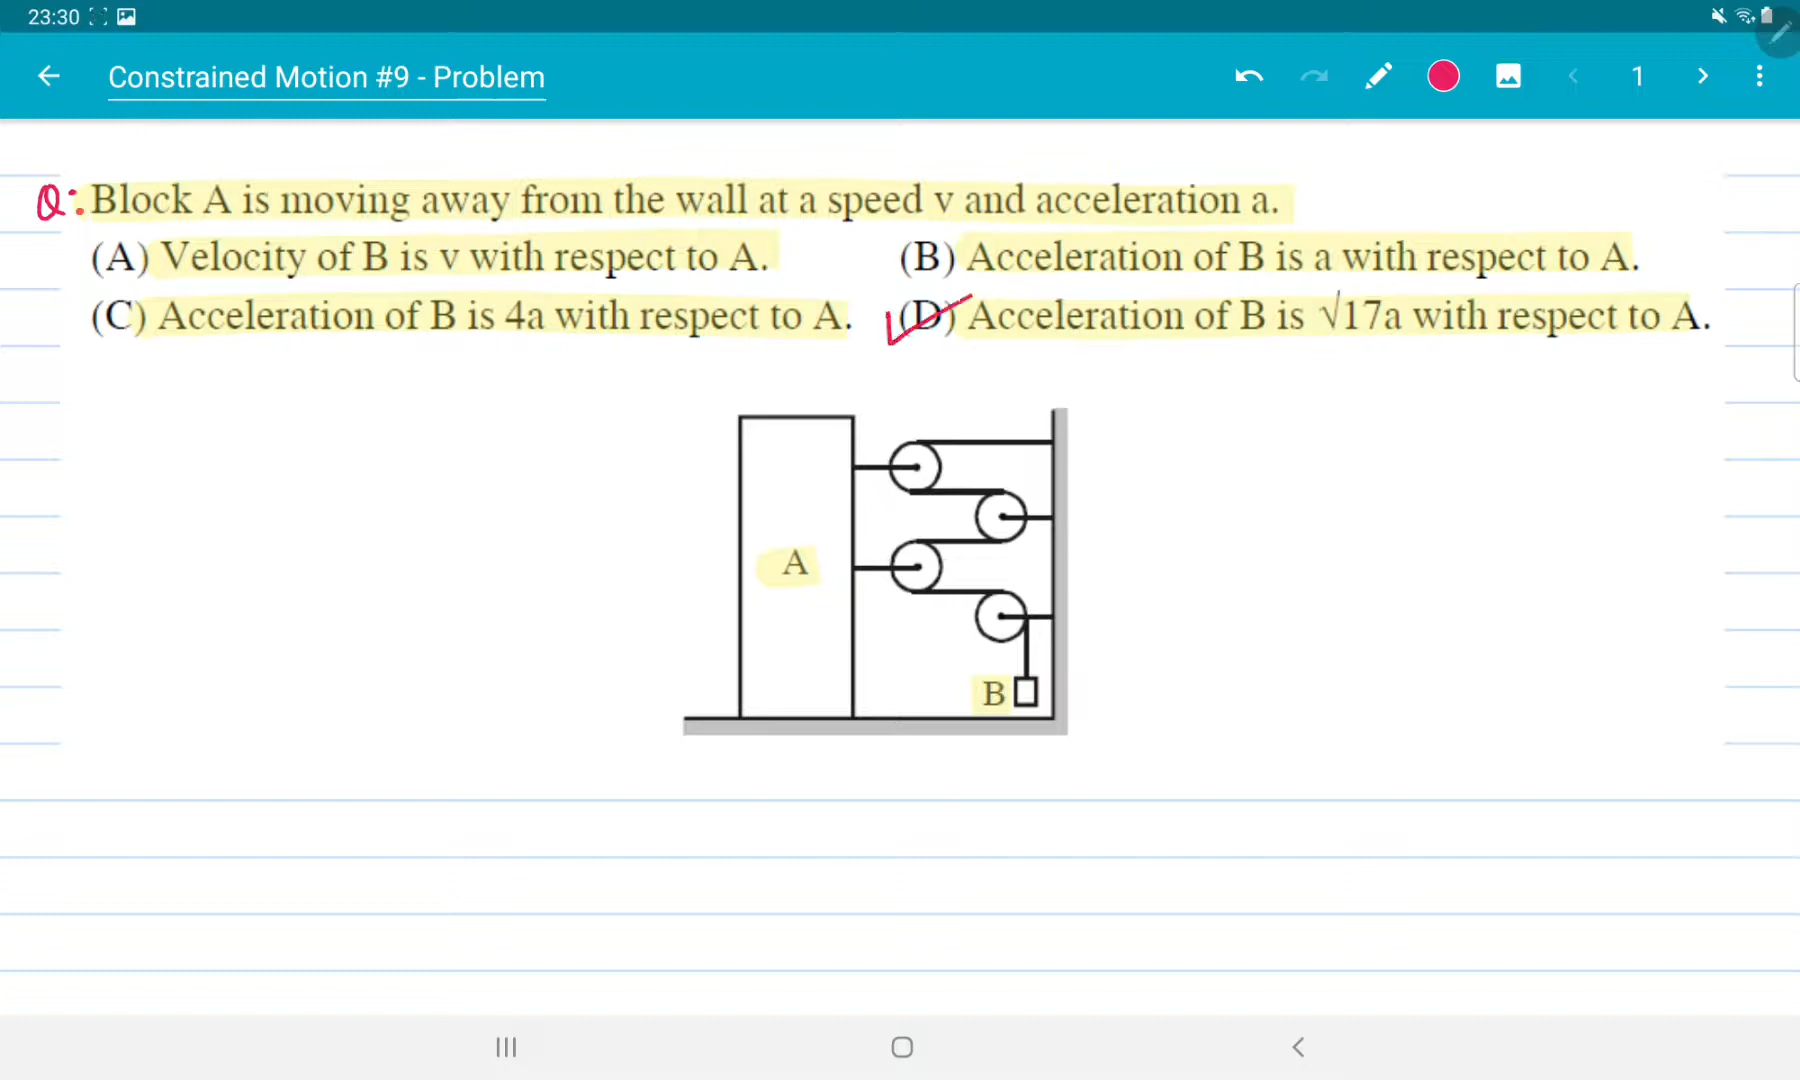 23:30
Constrained Motion #9 - Problem
1
Q: Block A is moving away from the wall at a speed v and acceleration a.
(A) Velocity of B is v with respect to A. (B) Acceleration of B is a with respect to A.
(C) Acceleration of B is 4a with respect to A. (D) Acceleration of B is √17a with respect to A.
A
B